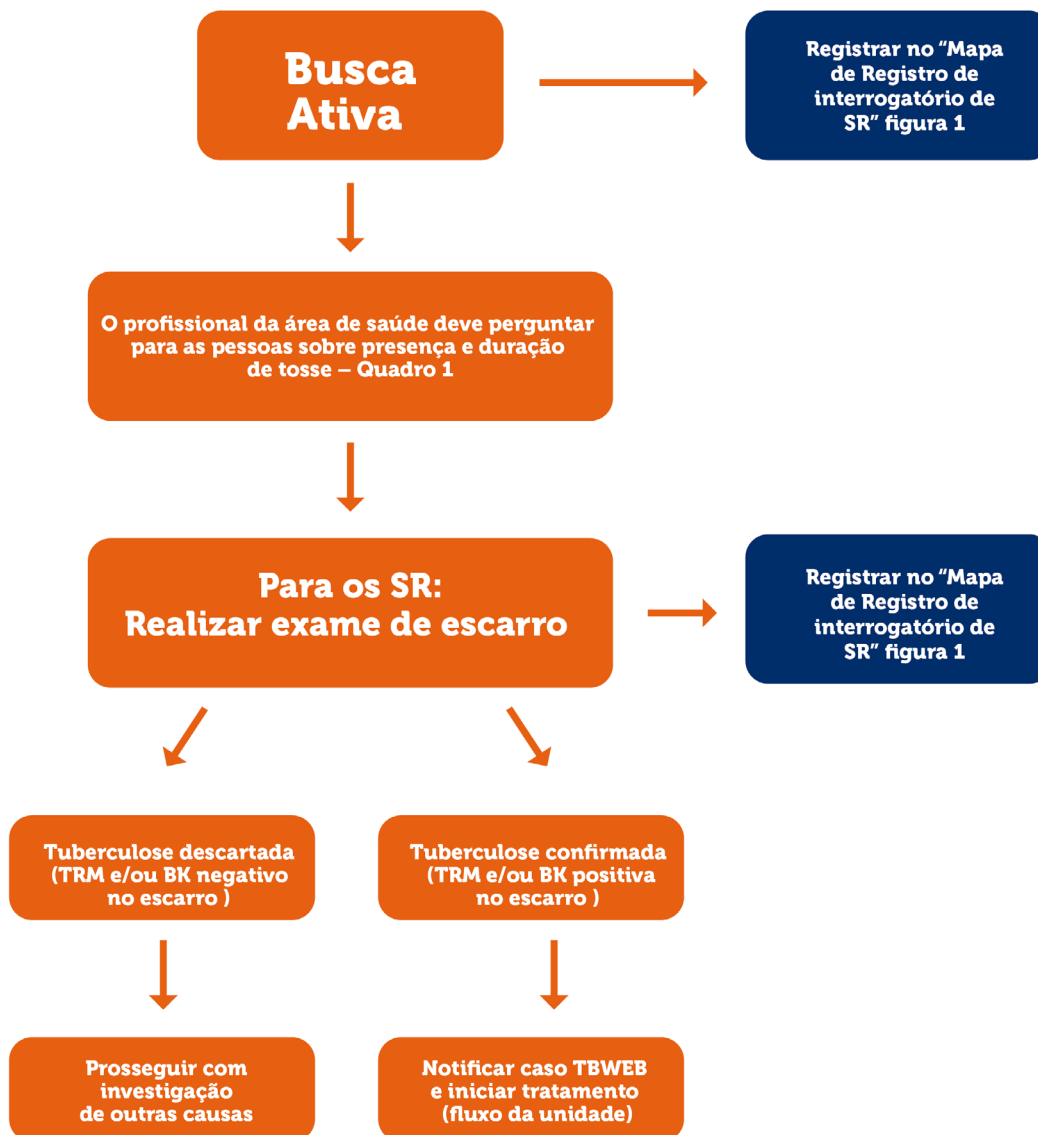 Busca
Ativa
Registrar no “Mapa
de Registro de
interrogatório de
SR” figura 1
O profissional da área de saúde deve perguntar
para as pessoas sobre presença e duração
de tosse – Quadro 1
Para os SR:
Realizar exame de escarro
Registrar no “Mapa
de Registro de
interrogatório de
SR” figura 1
Tuberculose descartada
(TRM e/ou BK negativo
no escarro )
Tuberculose confirmada
(TRM e/ou BK positiva
no escarro )
Prosseguir com
investigação
de outras causas
Notificar caso TBWEB
e iniciar tratamento
(fluxo da unidade)